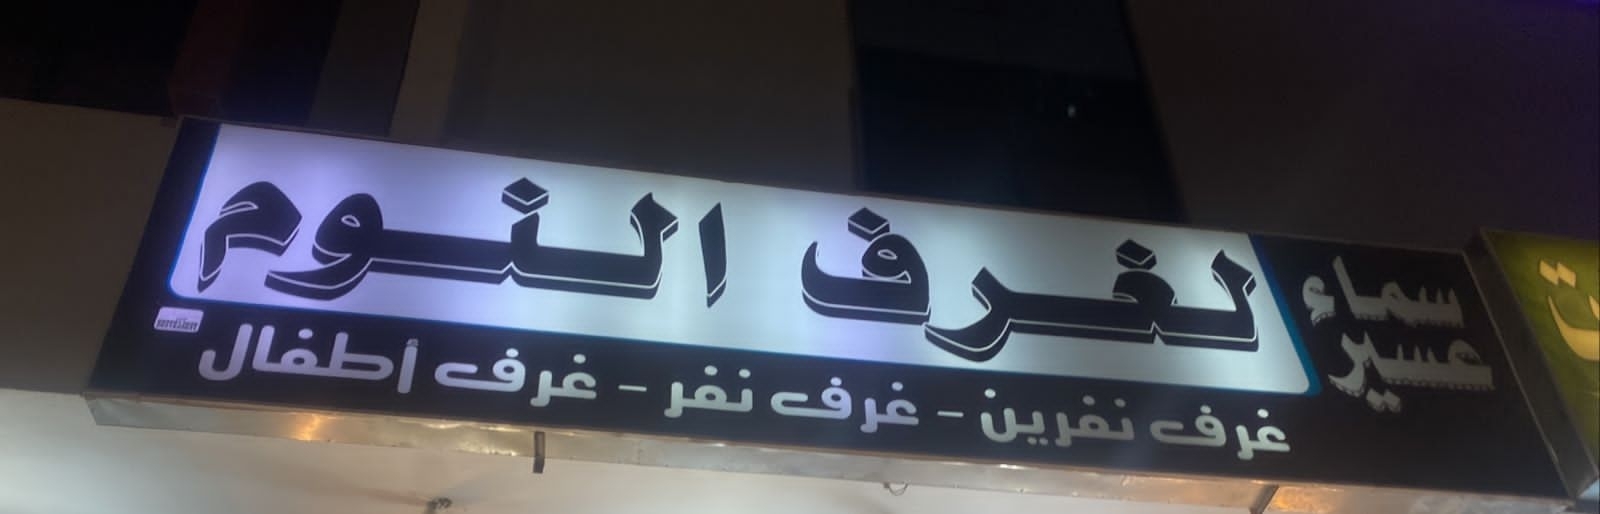 سماء
عسير
لغرف النوم
غرف نفرين - غرف نفر - غرف أطفال